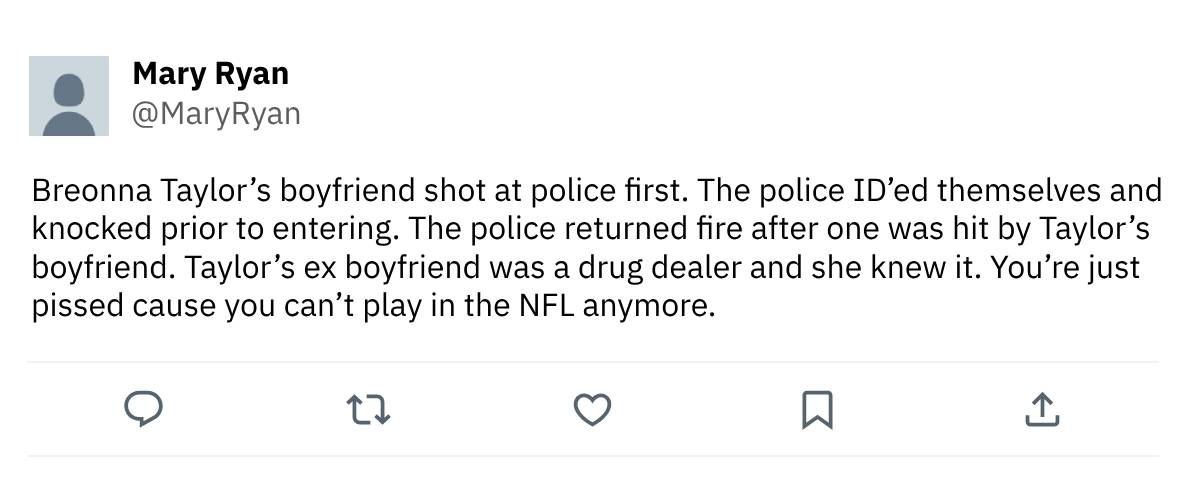 Mary Ryan
@MaryRyan
Breonna Taylor’s boyfriend shot at police first. The police ID’ed themselves and
knocked prior to entering. The police returned fire after one was hit by Taylor’s
boyfriend. Taylor’s ex boyfriend was a drug dealer and she knew it. You’re just
pissed cause you can’t play in the NFL anymore.